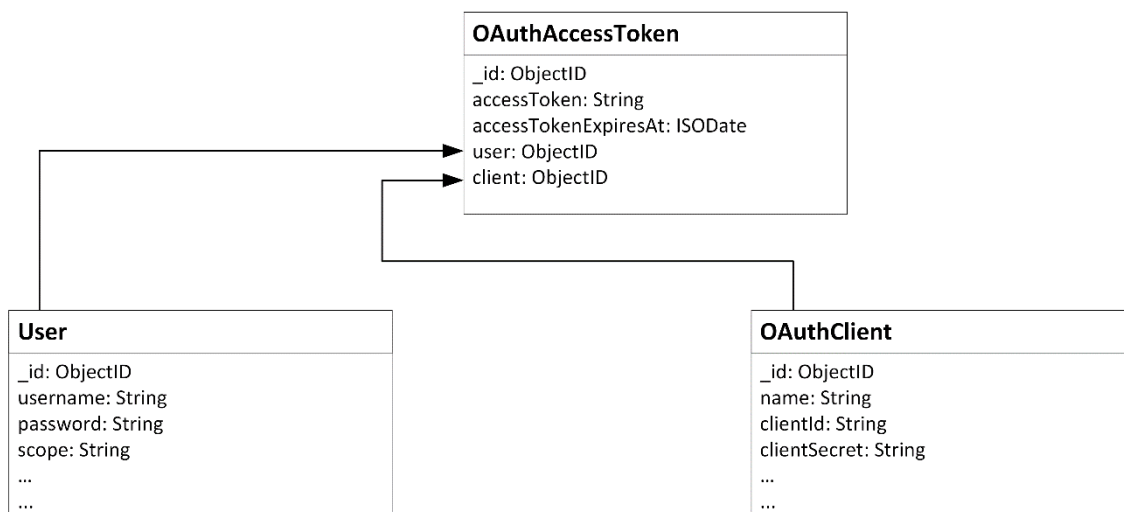 OAuthAccessToken
_id: ObjectID
accessToken: String
accessTokenExpiresAt: ISODate
user: ObjectID
client: ObjectID
User
_id: ObjectID
username: String
password: String
scope: String
...
...
OAuthClient
_id: ObjectID
name: String
clientId: String
clientSecret: String
...
...